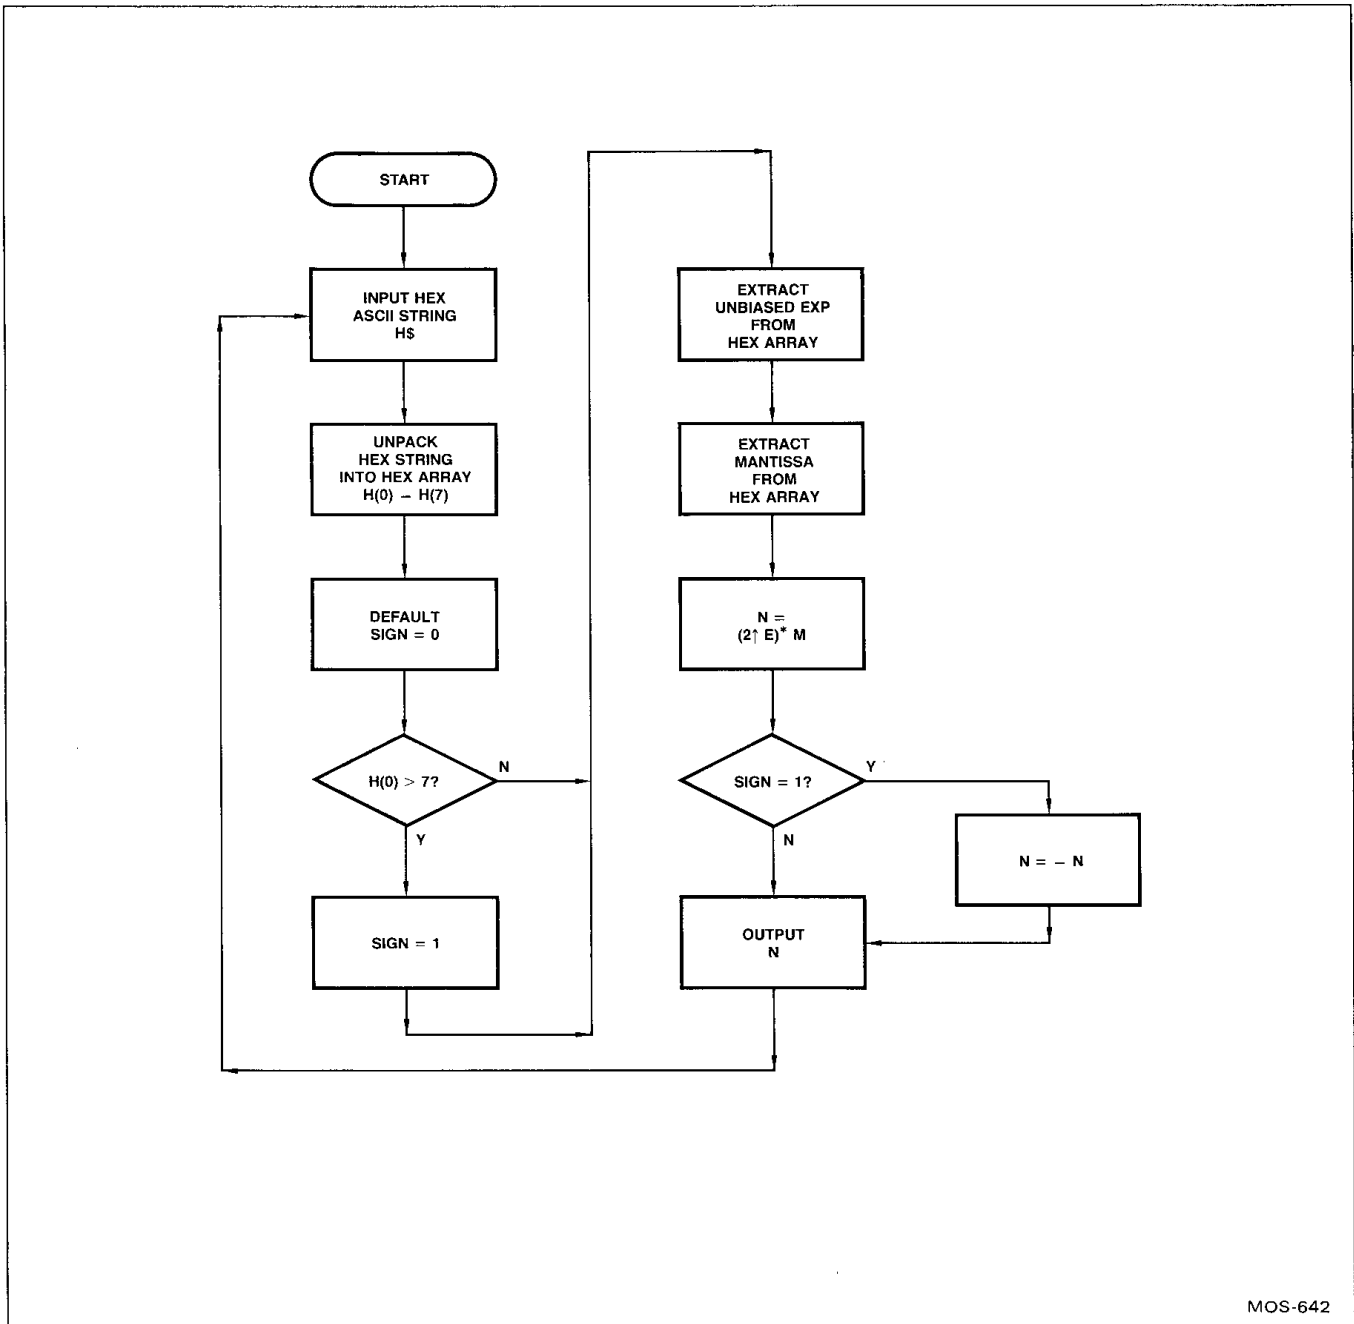 START
INPUT HEX
ASCII STRING
H$
UNPACK
HEX STRING
INTO HEX ARRAY
H(0) – H(7)
DEFAULT
SIGN = 0
H(0) > 7?
N
Y
SIGN = 1
EXTRACT
UNBIASED EXP
FROM
HEX ARRAY
EXTRACT
MANTISSA
FROM
HEX ARRAY
N =
(2↑ E)* M
SIGN = 1?
Y
N
N = – N
OUTPUT
N
MOS-642